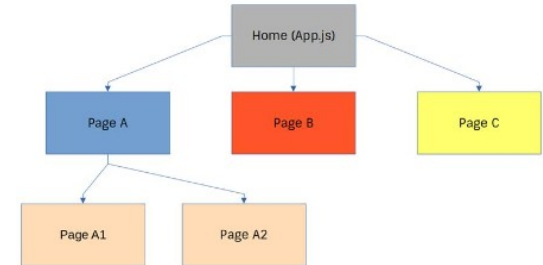 Home (App.js)
Page A
Page B
Page C
Page A1
Page A2